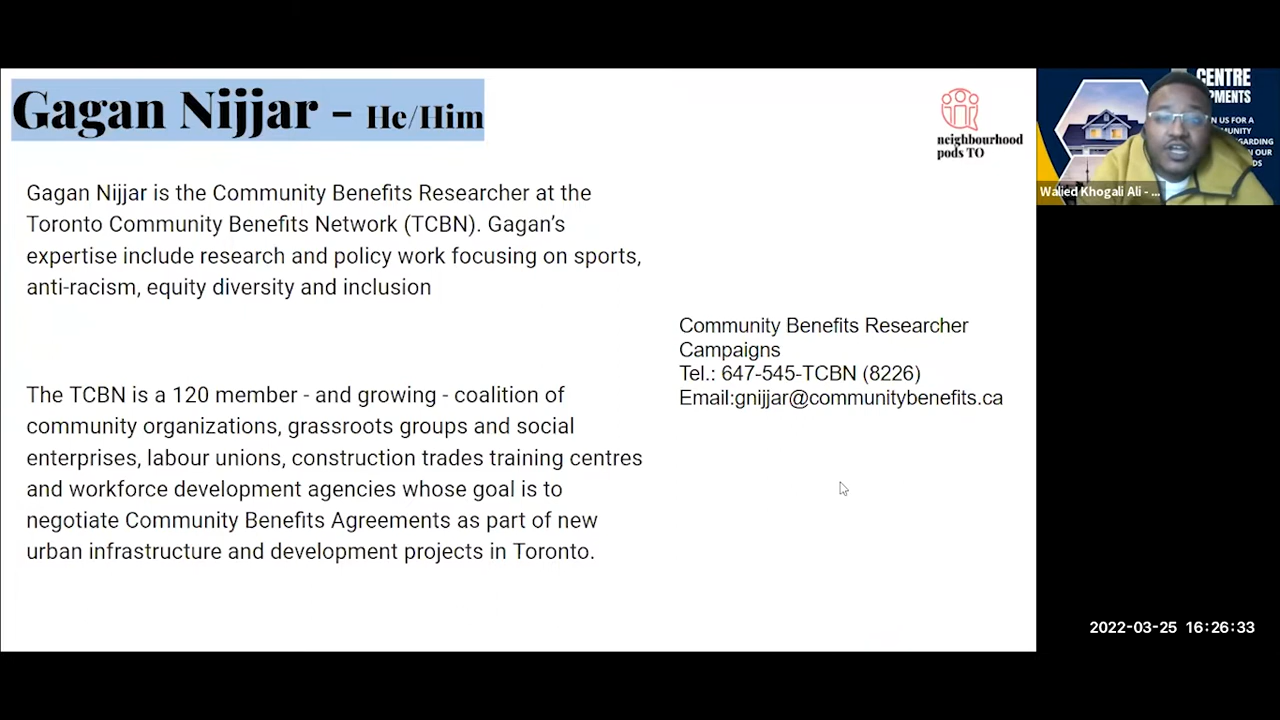 Gagan Nijjar – He/Him
neighbourhood
pods TO
Gagan Nijjar is the Community Benefits Researcher at the
Toronto Community Benefits Network (TCBN). Gagan’s
expertise include research and policy work focusing on sports,
anti-racism, equity diversity and inclusion
The TCBN is a 120 member - and growing - coalition of
community organizations, grassroots groups and social
enterprises, labour unions, construction trades training centres
and workforce development agencies whose goal is to
negotiate Community Benefits Agreements as part of new
urban infrastructure and development projects in Toronto.
Community Benefits Researcher
Campaigns
Tel.: 647-545-TCBN (8226)
Email:gnijjar@communitybenefits.ca
CENTRE
US FOR A
Walied Khogali Ali - ...
2022-03-25 16:26:33